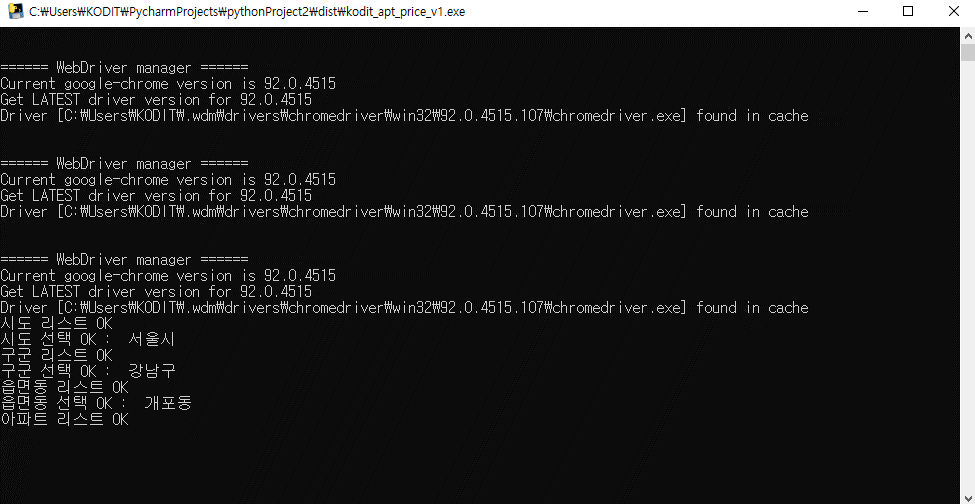 C:₩Users₩KODIT₩PycharmProjects₩pythonProject2₩dist₩kodit_apt_price_v1.exe
====== WebDriver manager ======
Current google-chrome version is 92.0.4515
Get LATEST driver version for 92.0.4515
Driver [C:₩Users₩KODIT₩.wdm₩drivers₩chromedriver₩win32₩92.0.4515.107₩chromedriver.exe] found in cache
====== WebDriver manager ======
Current google-chrome version is 92.0.4515
Get LATEST driver version for 92.0.4515
Driver [C:₩Users₩KODIT₩.wdm₩drivers₩chromedriver₩win32₩92.0.4515.107₩chromedriver.exe] found in cache
====== WebDriver manager ======
Current google-chrome version is 92.0.4515
Get LATEST driver version for 92.0.4515
Driver [C:₩Users₩KODIT₩.wdm₩drivers₩chromedriver₩win32₩92.0.4515.107₩chromedriver.exe] found in cache
시도 리스트 OK
시도 선택 OK :  서울시
구군 리스트 OK
구군 선택 OK :  강남구
읍면동 리스트 OK
읍면동 선택 OK :  개포동
아파트 리스트 OK